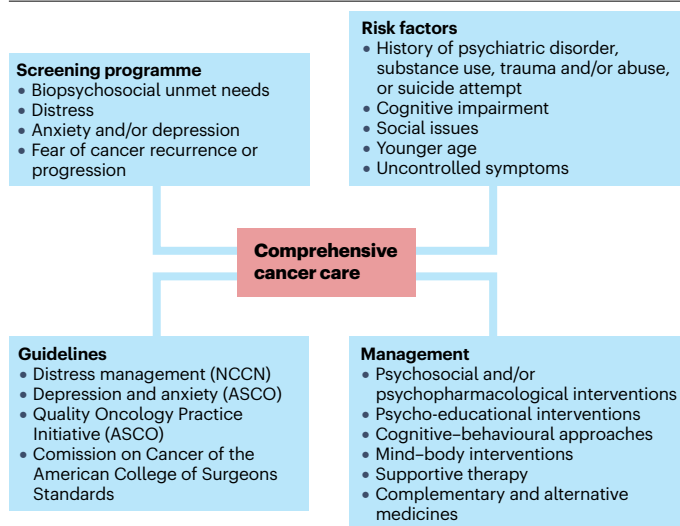 Screening programme
• Biopsychosocial unmet needs
• Distress
• Anxiety and/or depression
• Fear of cancer recurrence or
progression
Risk factors
• History of psychiatric disorder,
substance use, trauma and/or abuse,
or suicide attempt
• Cognitive impairment
• Social issues
• Younger age
• Uncontrolled symptoms
Comprehensive
cancer care
Guidelines
• Distress management (NCCN)
• Depression and anxiety (ASCO)
• Quality Oncology Practice
Initiative (ASCO)
• Comission on Cancer of the
American College of Surgeons
Standards
Management
• Psychosocial and/or
psychopharmacological interventions
• Psycho-educational interventions
• Cognitive–behavioural approaches
• Mind–body interventions
• Supportive therapy
• Complementary and alternative
medicines